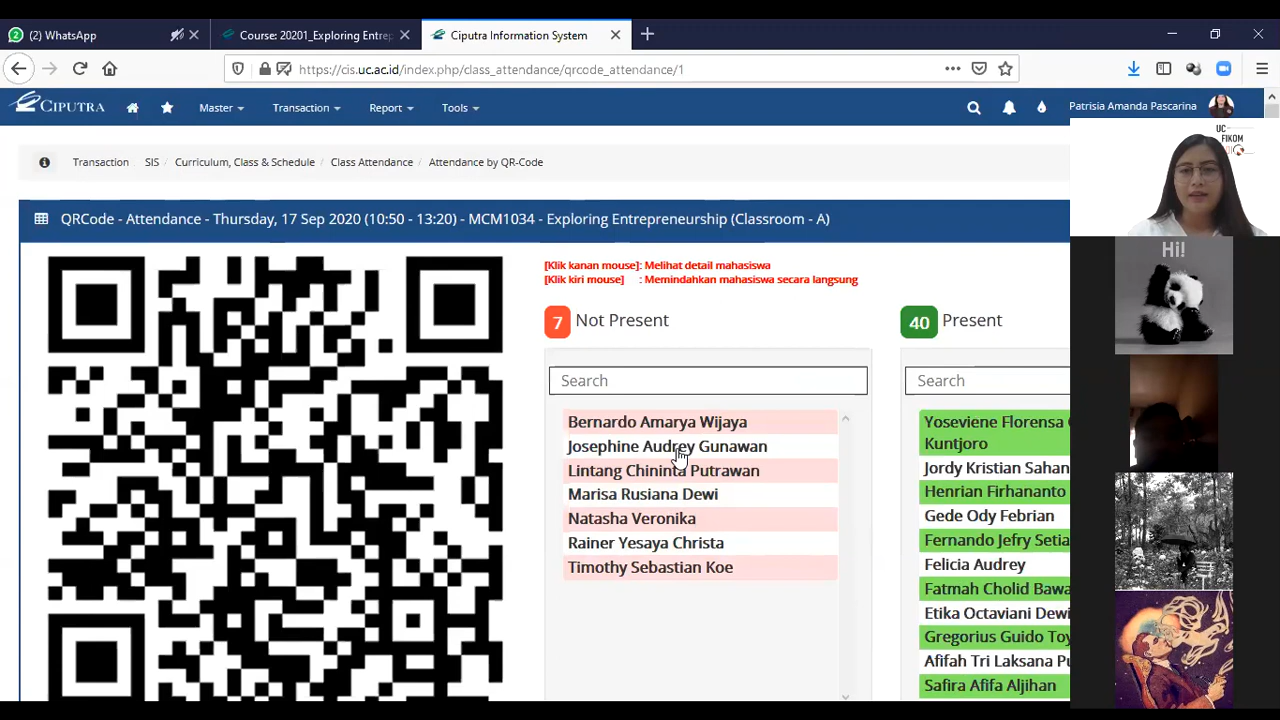 (2) WhatsApp
Course: 20201_Exploring Entrep
Ciputra Information System
https://cis.uc.ac.id/index.php/class_attendance/qrcode_attendance/1
CIPUTRA
Master
Transaction
Report
Tools
Patrisia Amanda Pascarina
Transaction
SIS / Curriculum, Class & Schedule / Class Attendance / Attendance by QR-Code
UC
FIKOM
QRCode - Attendance - Thursday, 17 Sep 2020 (10:50 - 13:20) - MCM1034 - Exploring Entrepreneurship (Classroom - A)
Hi!
[Klik kanan mouse]: Melihat detail mahasiswa
[Klik kiri mouse] : Memindahkan mahasiswa secara langsung
7 Not Present
Search
Bernardo Amarya Wijaya
Josephine Audrey Gunawan
Lintang Chininta Putrawan
Marisa Rusiana Dewi
Natasha Veronika
Rainer Yesaya Christa
Timothy Sebastian Koe
40 Present
Search
Yoseviene Florensa
Kuntjoro
Jordy Kristian Sahan
Henrian Firhananto
Gede Ody Febrian
Fernando Jefry Setia
Felicia Audrey
Fatmah Cholid Bawa
Etika Octaviani Dewi
Gregorius Guido Toy
Afifah Tri Laksana Pu
Safira Afifa Aljihan